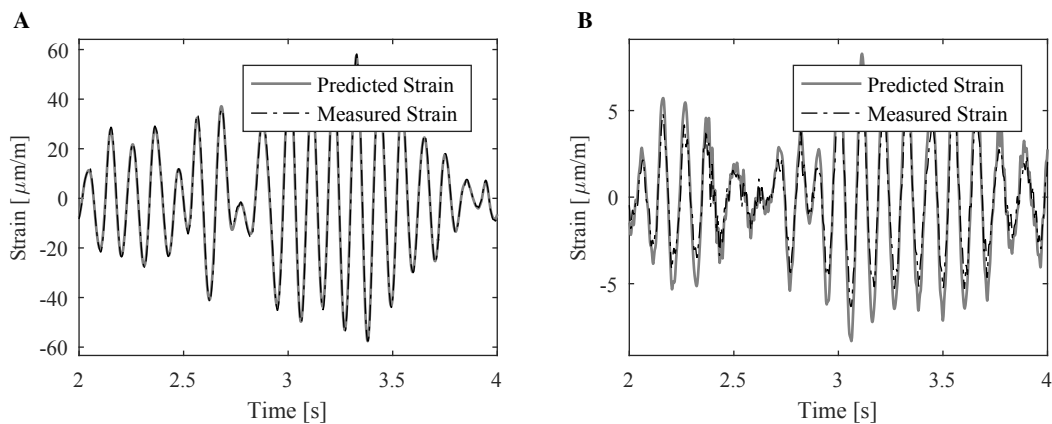 A
B
60
40
20
0
-20
-40
-60
Strain [ μm/m]
Predicted Strain
Measured Strain
2
2.5
3
3.5
4
Time [s]
5
0
-5
Strain [ μm/m]
Predicted Strain
Measured Strain
2
2.5
3
3.5
4
Time [s]